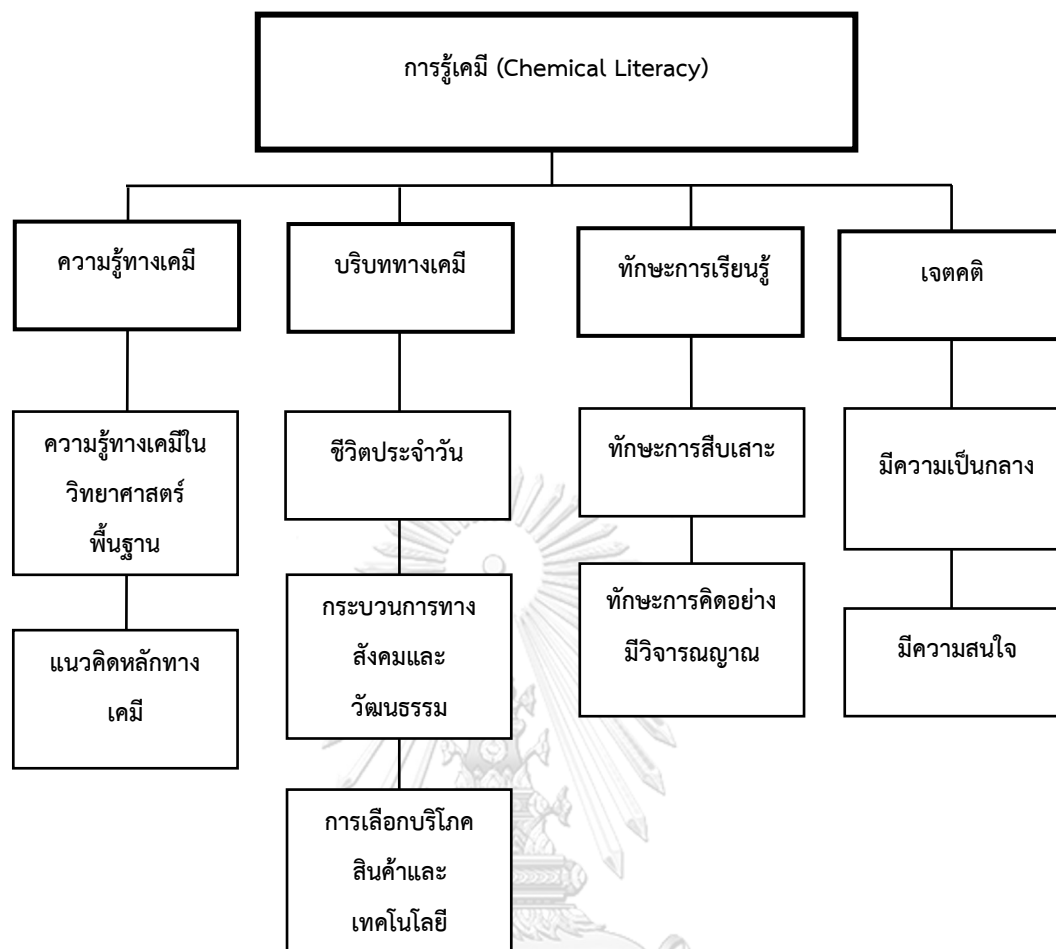 การรู้เคมี (Chemical Literacy)
ความรู้ทางเคมี
บริบททางเคมี
ทักษะการเรียนรู้
เจตคติ
ความรู้ทางเคมีใน
วิทยาศาสตร์
พื้นฐาน
แนวคิดหลักทาง
เคมี
ชีวิตประจำวัน
กระบวนการทาง
สังคมและ
วัฒนธรรม
การเลือกบริโภค
สินค้าและ
เทคโนโลยี
ทักษะการสืบเสาะ
ทักษะการคิดอย่าง
มีวิจารณญาณ
มีความเป็นกลาง
มีความสนใจ